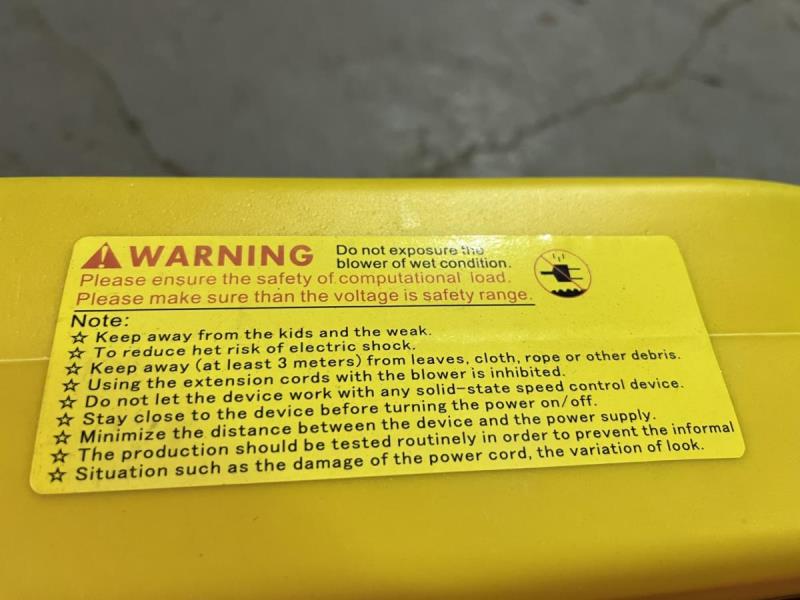 WARNING
Do not exposure the
blower of wet condition.
Please ensure the safety of computational load.
Please make sure than the voltage is safety range.
Note:
☆ Keep away from the kids and the weak.
☆ To reduce het risk of electric shock.
☆ Keep away (at least 3 meters) from leaves, cloth, rope or other debris.
☆ Using the extension cords with the blower is inhibited.
☆ Do not let the device work with any solid-state speed control device.
☆ Stay close to the device before turning the power on/off.
☆ Minimize the distance between the device and the power supply.
☆ The production should be tested routinely in order to prevent the informal
☆ Situation such as the damage of the power cord, the variation of look.